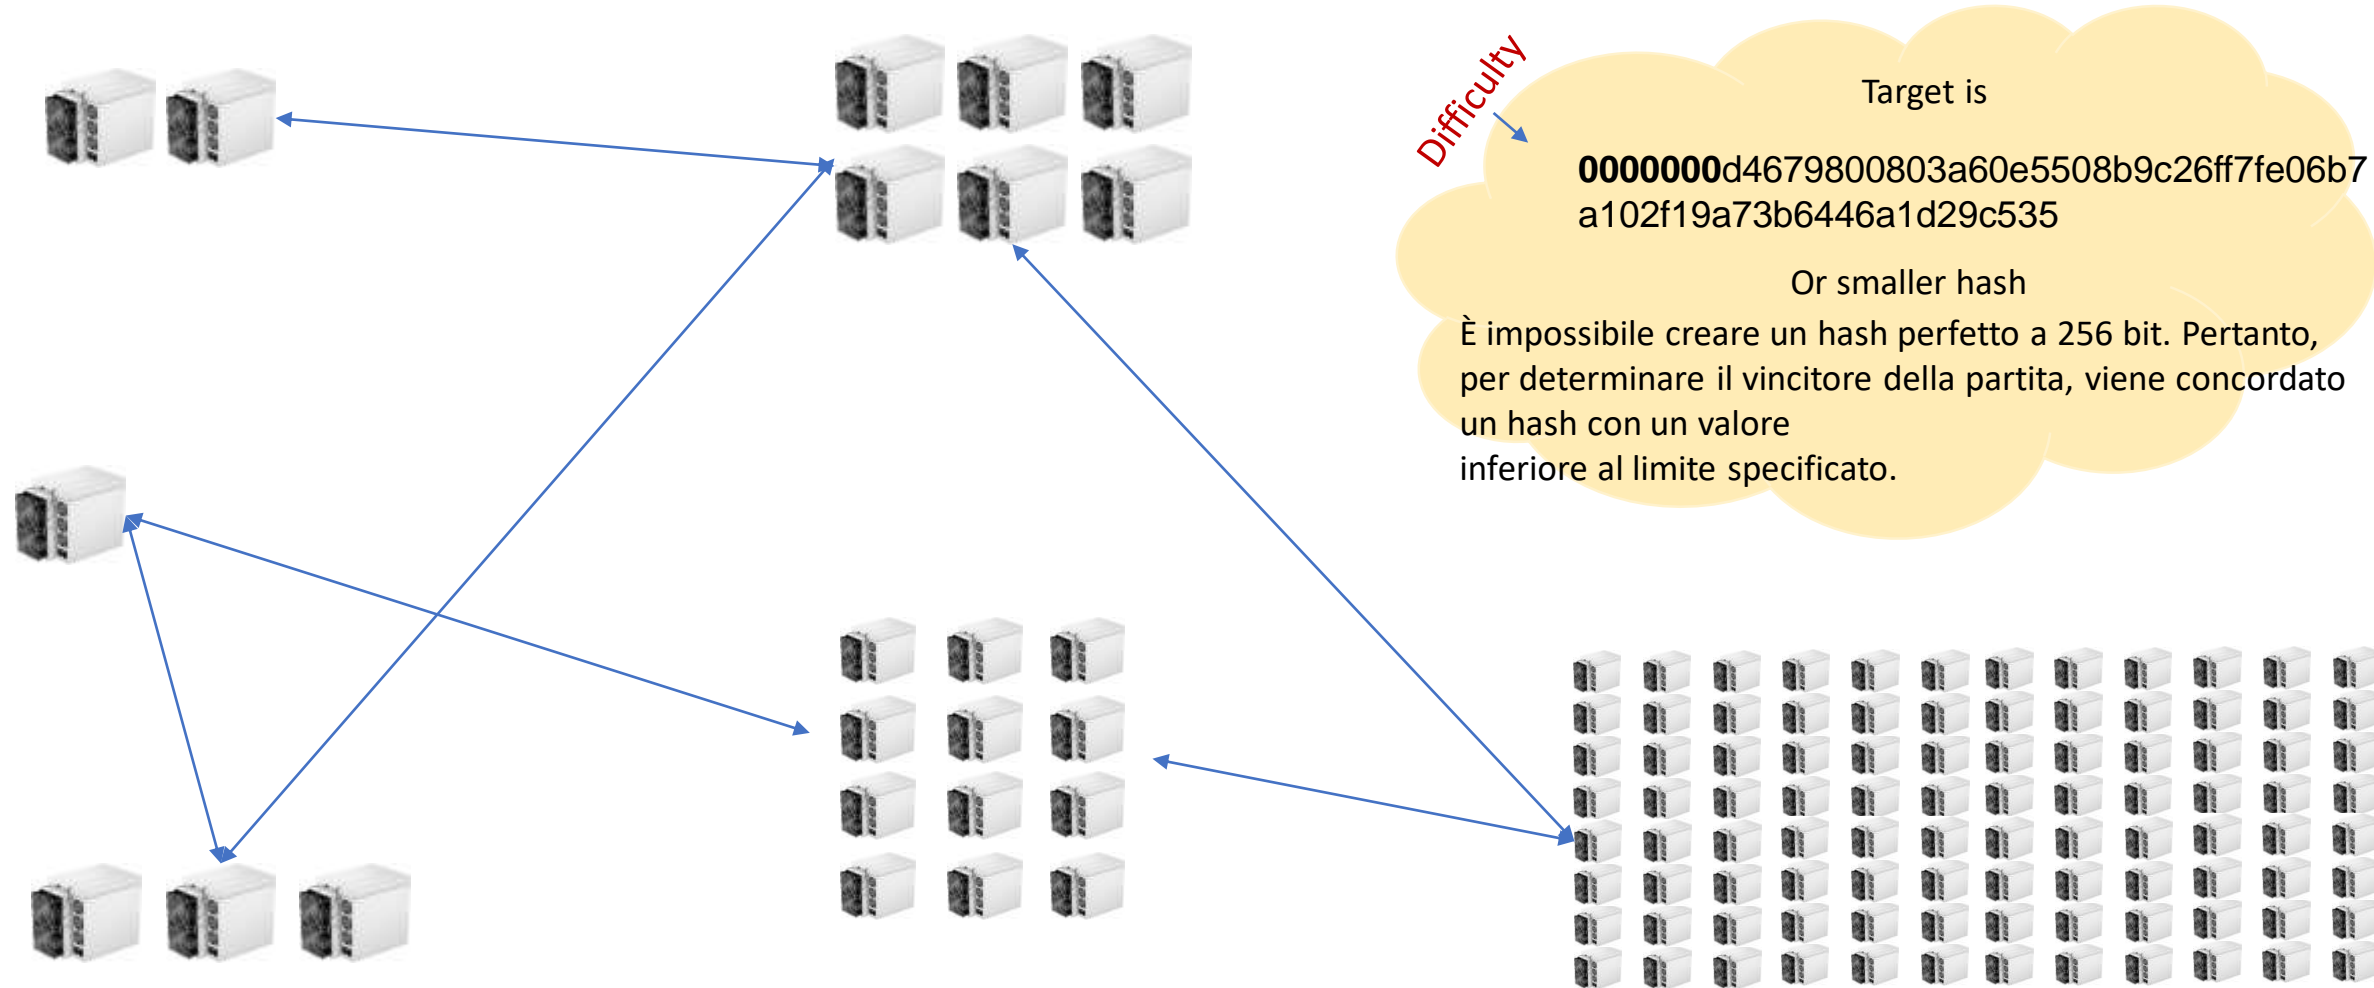 Difficulty
Target is
0000000d4679800803a60e5508b9c26ff7fe06b7
a102f19a73b6446a1d29c535
Or smaller hash
È impossibile creare un hash perfetto a 256 bit. Pertanto,
per determinare il vincitore della partita, viene concordato
un hash con un valore
inferiore al limite specificato.